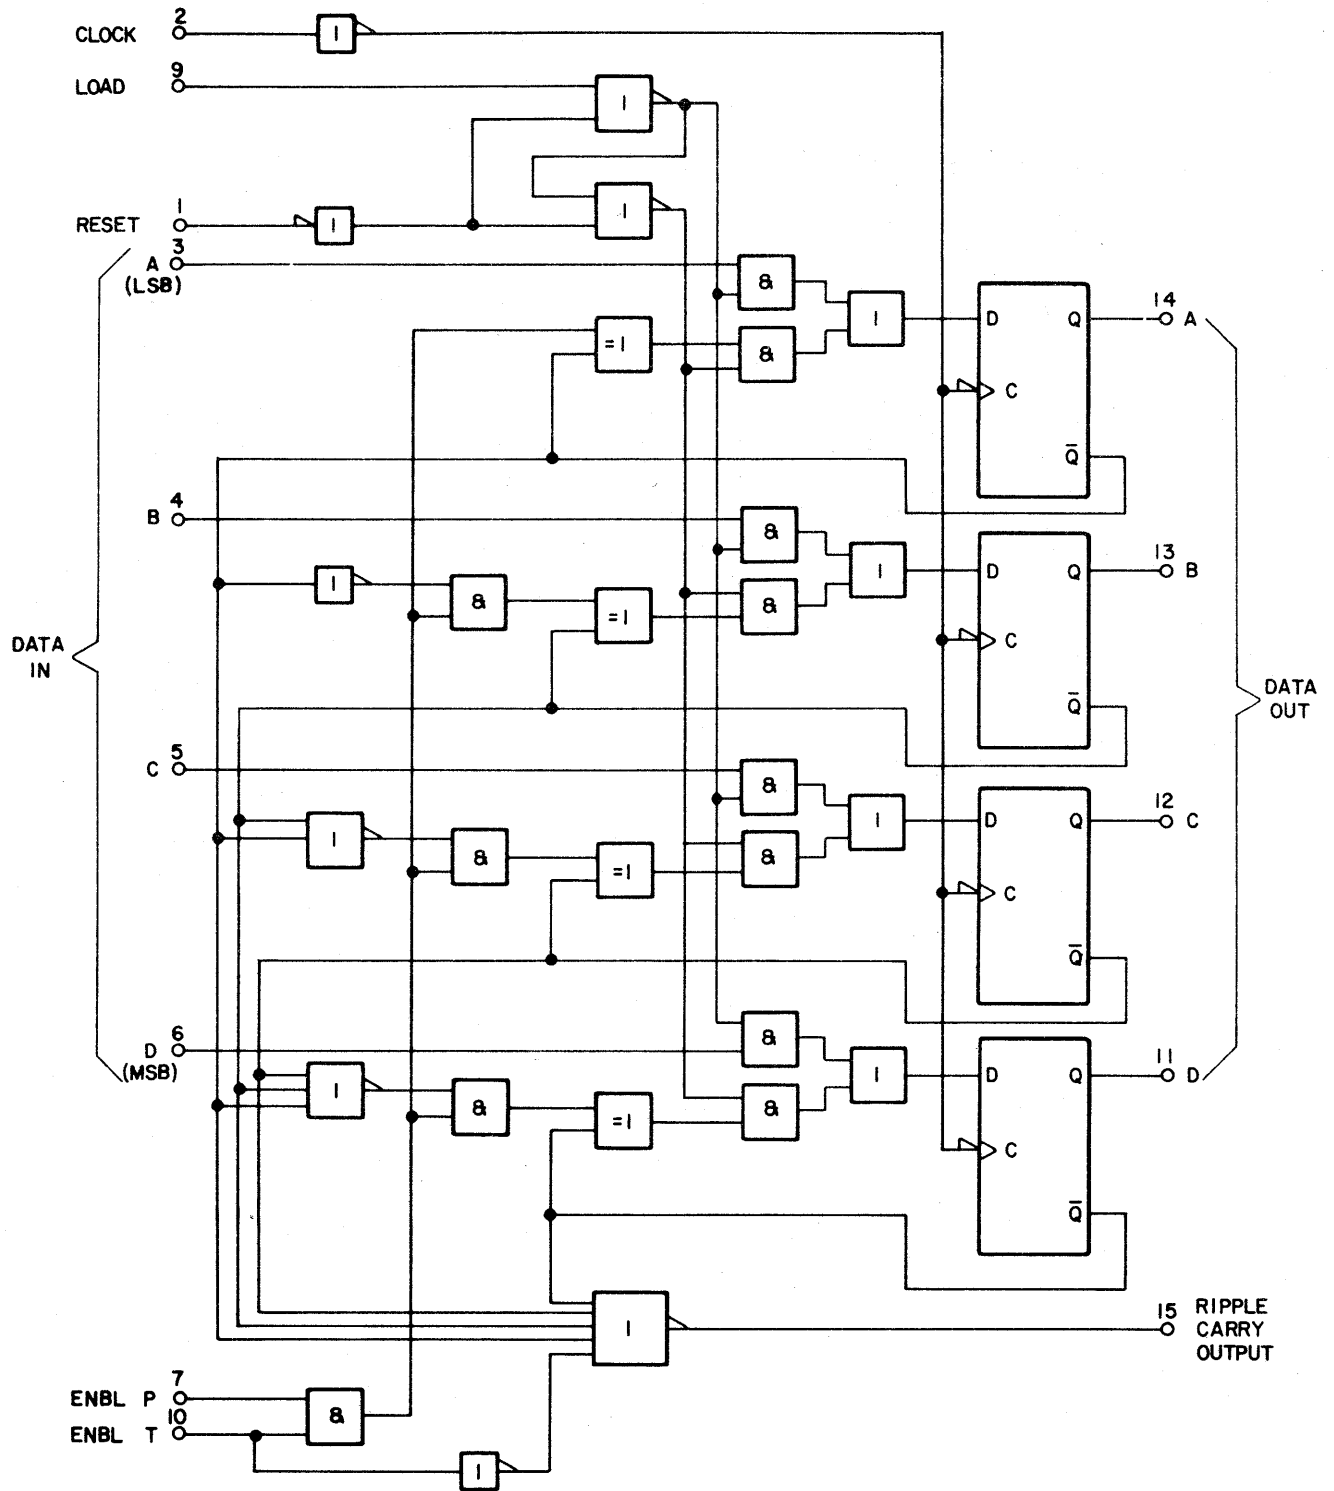 2
CLOCK
I
9
LOAD
I
1
RESET
I
I
3
A
(LSB)
&
=I
&
I
D
Q
C
Q̅
14
A
4
B
&
I
&
=I
&
I
D
Q
C
Q̅
13
B
DATA
IN
DATA
OUT
5
C
&
I
&
=I
&
I
D
Q
C
Q̅
12
C
6
D
(MSB)
&
I
&
=I
&
I
D
Q
C
Q̅
11
D
I
15
RIPPLE
CARRY
OUTPUT
7
ENBL P
10
ENBL T
&
I